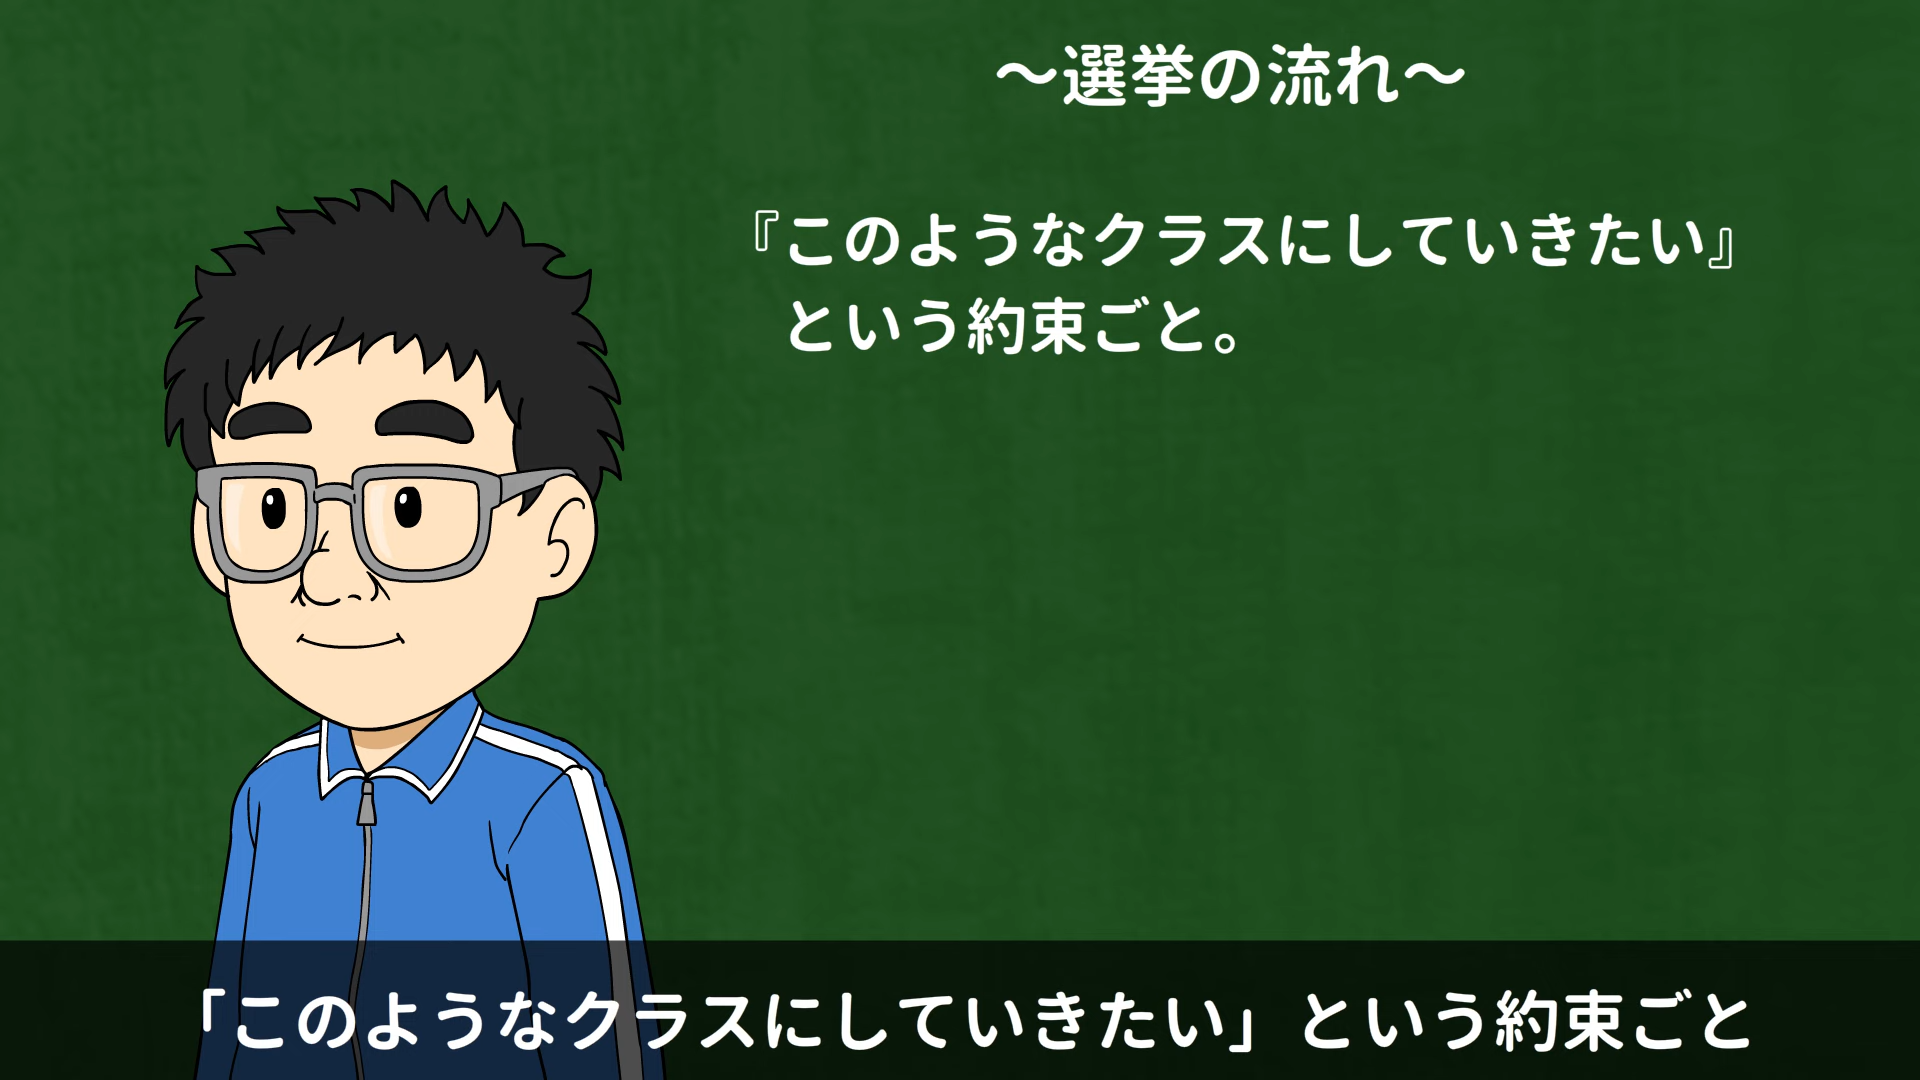 ～選挙の流れ～
『このようなクラスにしていきたい』
という約束ごと。
「このようなクラスにしていきたい」という約束ごと